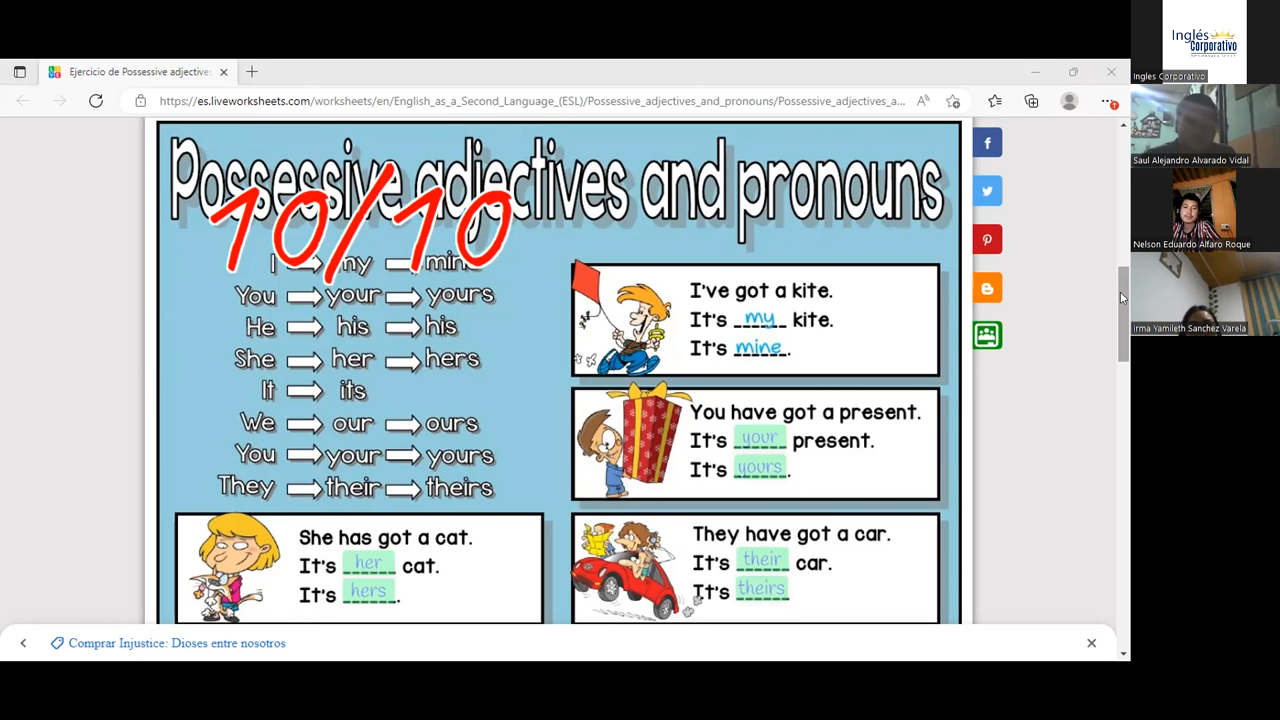 Ejercicio de Possessive adjectives
https://es.liveworksheets.com/worksheets/en/English_as_a_Second_Language_(ESL)/Possessive_adjectives_and_pronouns/Possessive_adjectives_a...
Possessive adjectives and pronouns
10/10
I my mine
You your yours
He his his
She her hers
It its
We our ours
You your yours
They their theirs
I've got a kite.
It's my kite.
It's mine.
You have got a present.
It's your present.
It's yours.
She has got a cat.
It's her cat.
It's hers.
They have got a car.
It's their car.
It's theirs
Comprar Injustice: Dioses entre nosotros
Inglés
Corporativo
Ingles Corporativo
Saul Alejandro Alvarado Vidal
Nelson Eduardo Alfaro Roque
Irma Yamileth Sanchez Varela